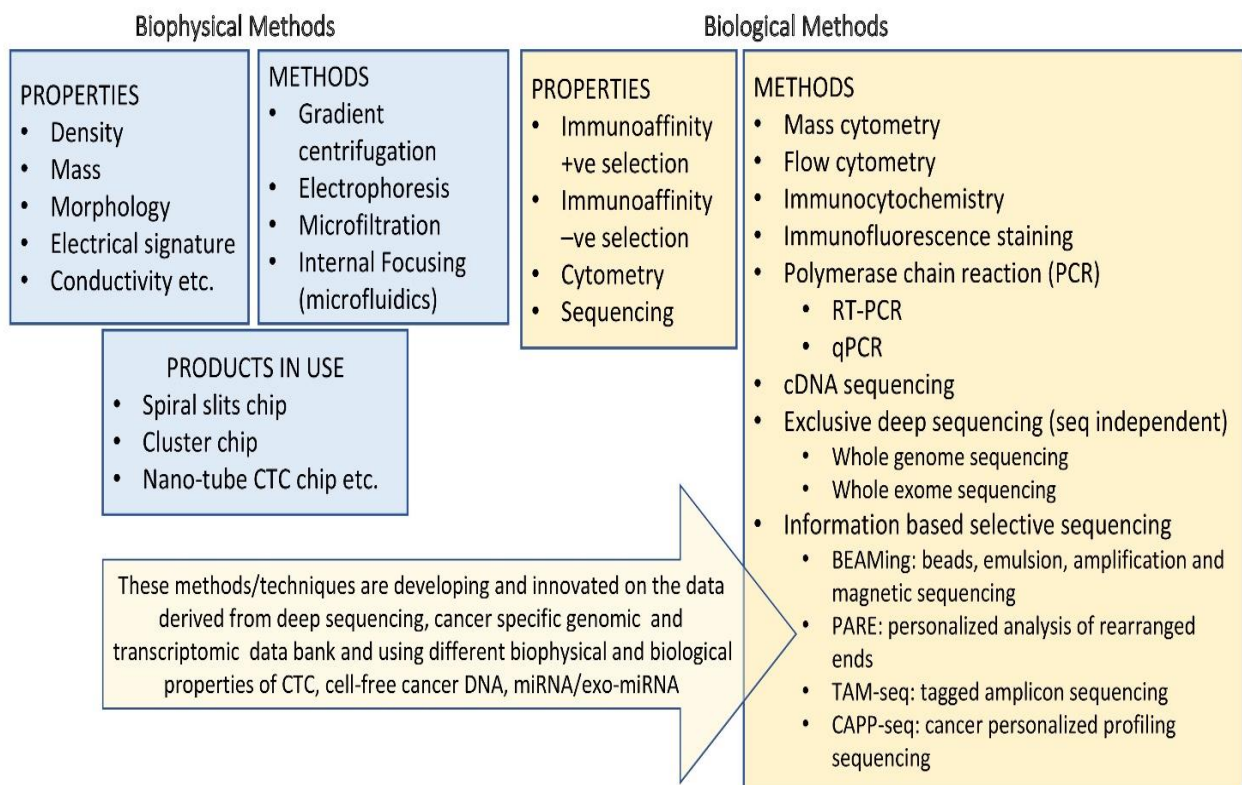 Biophysical Methods
Biological Methods
PROPERTIES
• Density
• Mass
• Morphology
• Electrical signature
• Conductivity etc.
METHODS
• Gradient
centrifugation
• Electrophoresis
• Microfiltration
• Internal Focusing
(microfluidics)
PRODUCTS IN USE
• Spiral slits chip
• Cluster chip
• Nano-tube CTC chip etc.
PROPERTIES
• Immunoaffinity
+ve selection
• Immunoaffinity
–ve selection
• Cytometry
• Sequencing
METHODS
• Mass cytometry
• Flow cytometry
• Immunocytochemistry
• Immunofluorescence staining
• Polymerase chain reaction (PCR)
• RT-PCR
• qPCR
• cDNA sequencing
• Exclusive deep sequencing (seq independent)
• Whole genome sequencing
• Whole exome sequencing
• Information based selective sequencing
• BEAMing: beads, emulsion, amplification and
magnetic sequencing
• PARE: personalized analysis of rearranged
ends
• TAM-seq: tagged amplicon sequencing
• CAPP-seq: cancer personalized profiling
sequencing
These methods/techniques are developing and innovated on the data
derived from deep sequencing, cancer specific genomic and
transcriptomic data bank and using different biophysical and biological
properties of CTC, cell-free cancer DNA, miRNA/exo-miRNA